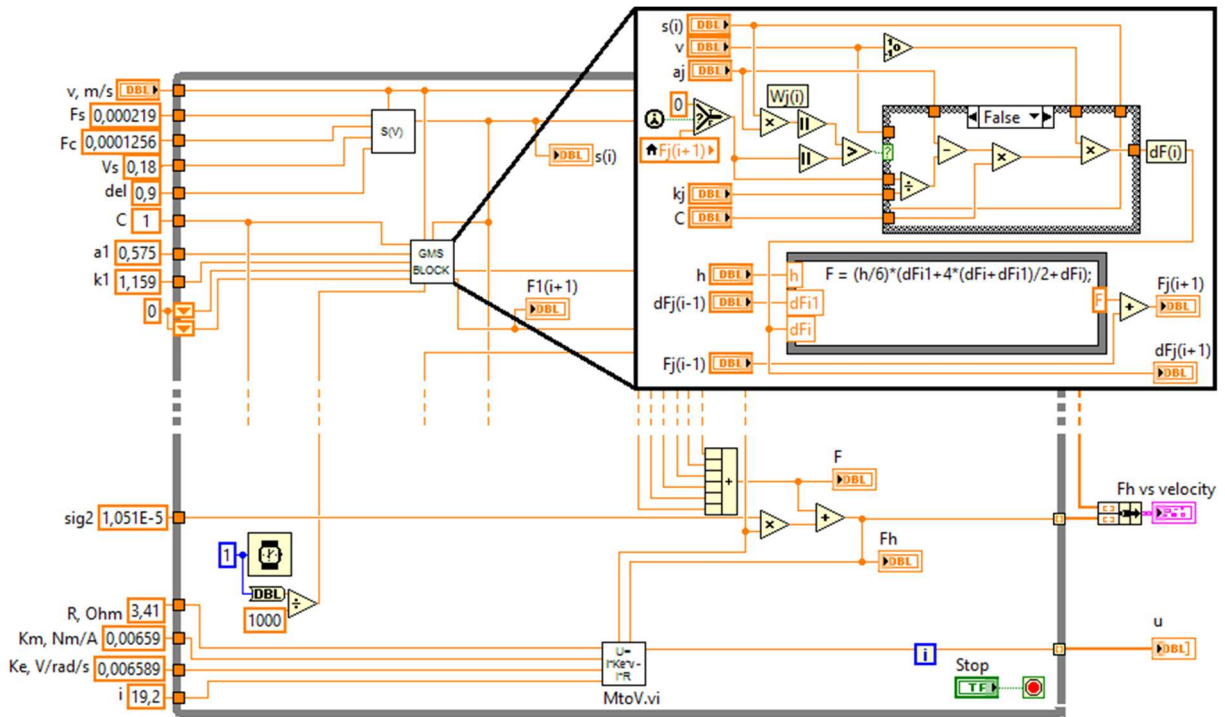 s(i) DBL
v DBL
aj DBL
1
0
-1
Wj(i)
0
T
?
F
Fj(i+1)
×
||
||
>
False
?
−
÷
×
×
dF(i)
kj DBL
C DBL
h DBL
h
F = (h/6)*(dFi1+4*(dFi+dFi1)/2+dFi);
dFj(i-1) DBL
dFi1
dFi
F
+
Fj(i+1)
DBL
Fj(i-1) DBL
dFj(i+1)
DBL
v, m/s DBL
Fs 0,000219
Fc 0,0001256
Vs 0,18
del 0,9
C 1
a1 0,575
k1 1,159
0
S(V)
DBL
s(i)
GMS
BLOCK
F1(i+1)
DBL
+
F
DBL
sig2 1,051E-5
×
+
Fh
DBL
Fh vs velocity
1
DBL
÷
1000
R, Ohm 3,41
Km, Nm/A 0,00659
Ke, V/rad/s 0,006589
i 19,2
U=
I*Ke*v-
I*R
MtoV.vi
i
Stop
TF
u
DBL